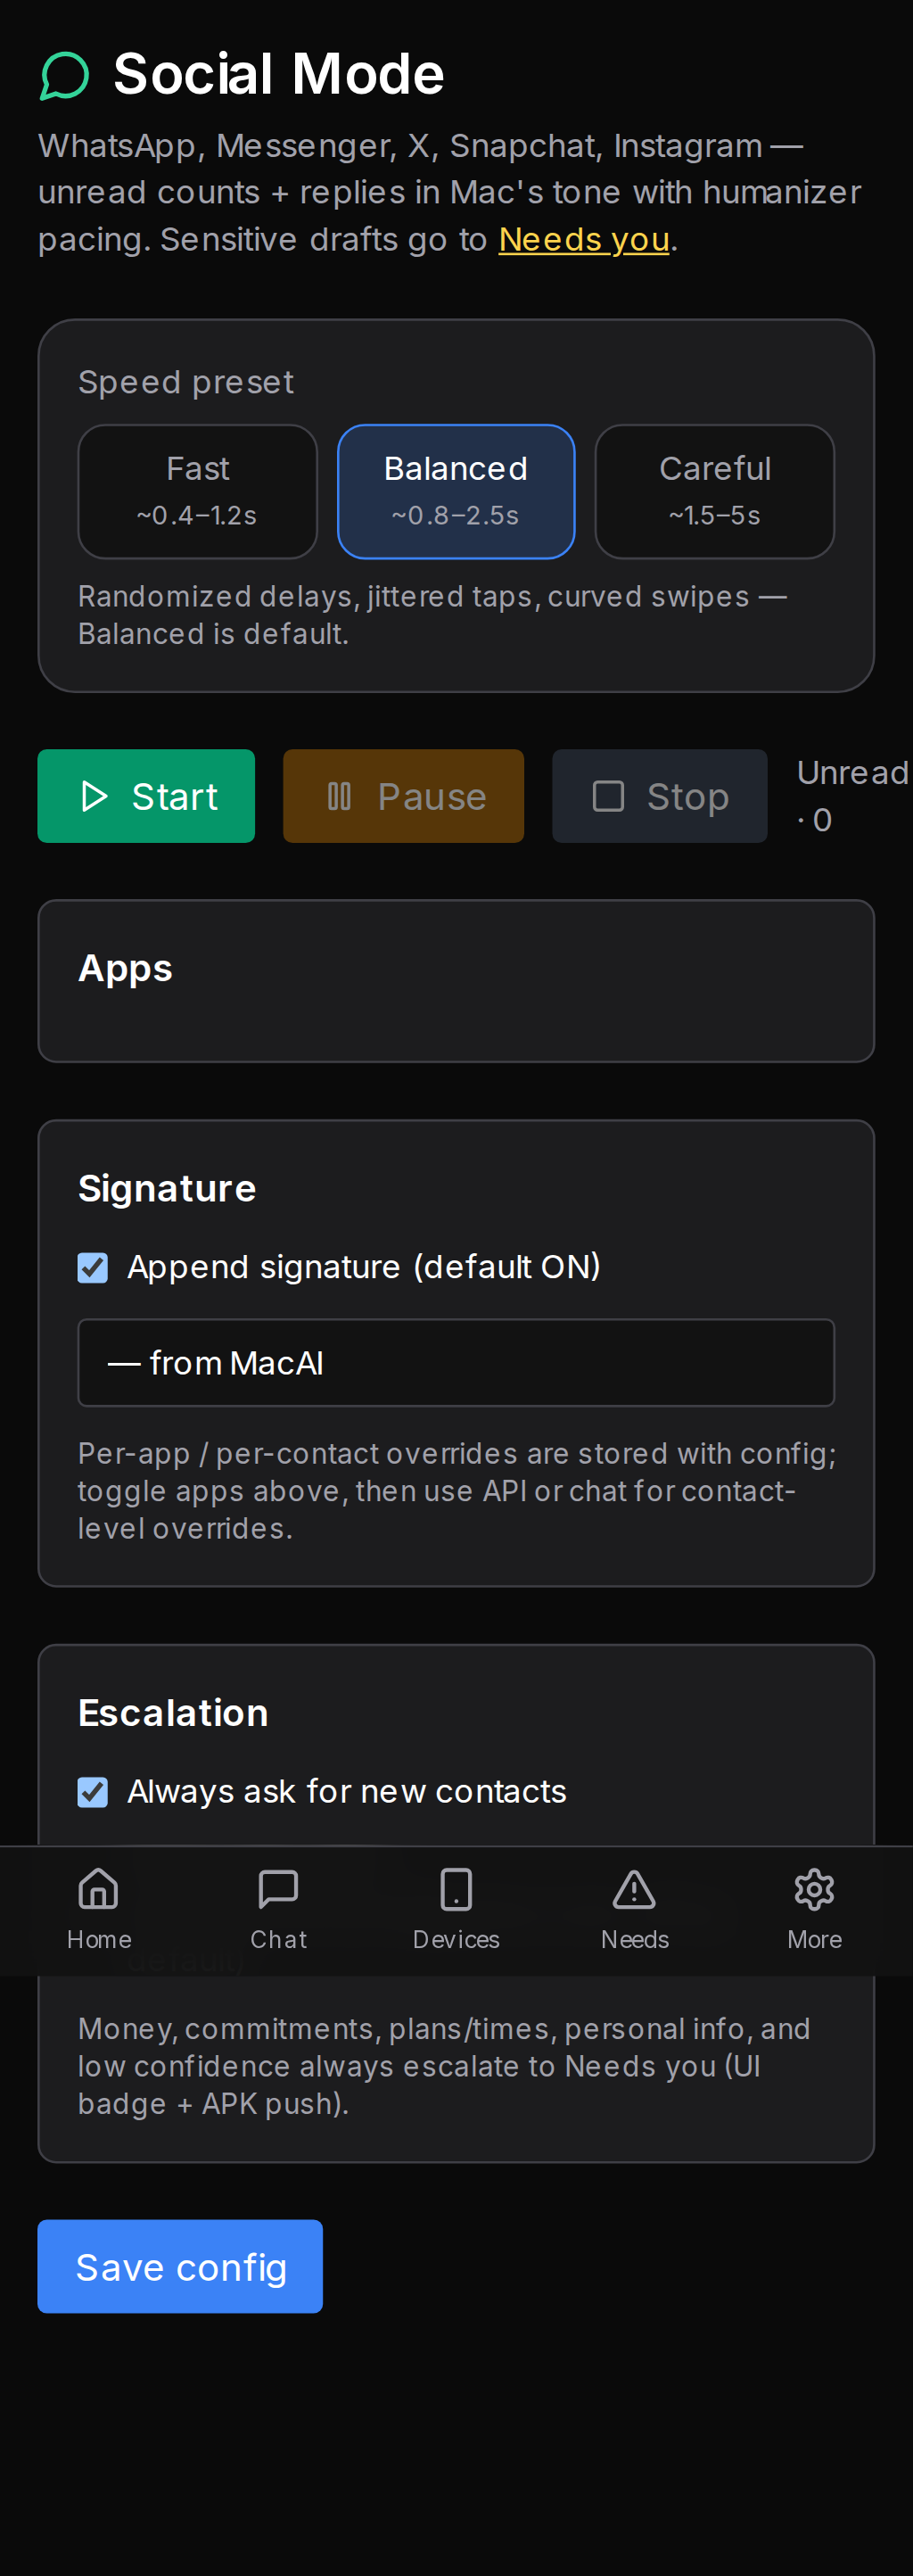 Social Mode
WhatsApp, Messenger, X, Snapchat, Instagram —
unread counts + replies in Mac's tone with humanizer
pacing. Sensitive drafts go to Needs you.
Speed preset
Fast
~0.4–1.2s
Balanced
~0.8–2.5s
Careful
~1.5–5s
Randomized delays, jittered taps, curved swipes —
Balanced is default.
Start
Pause
Stop
Unread
· 0
Apps
Signature
Append signature (default ON)
— from MacAI
Per-app / per-contact overrides are stored with config;
toggle apps above, then use API or chat for contact-
level overrides.
Escalation
Always ask for new contacts
Home
Chat
Devices
Needs
More
default)
Money, commitments, plans/times, personal info, and
low confidence always escalate to Needs you (UI
badge + APK push).
Save config